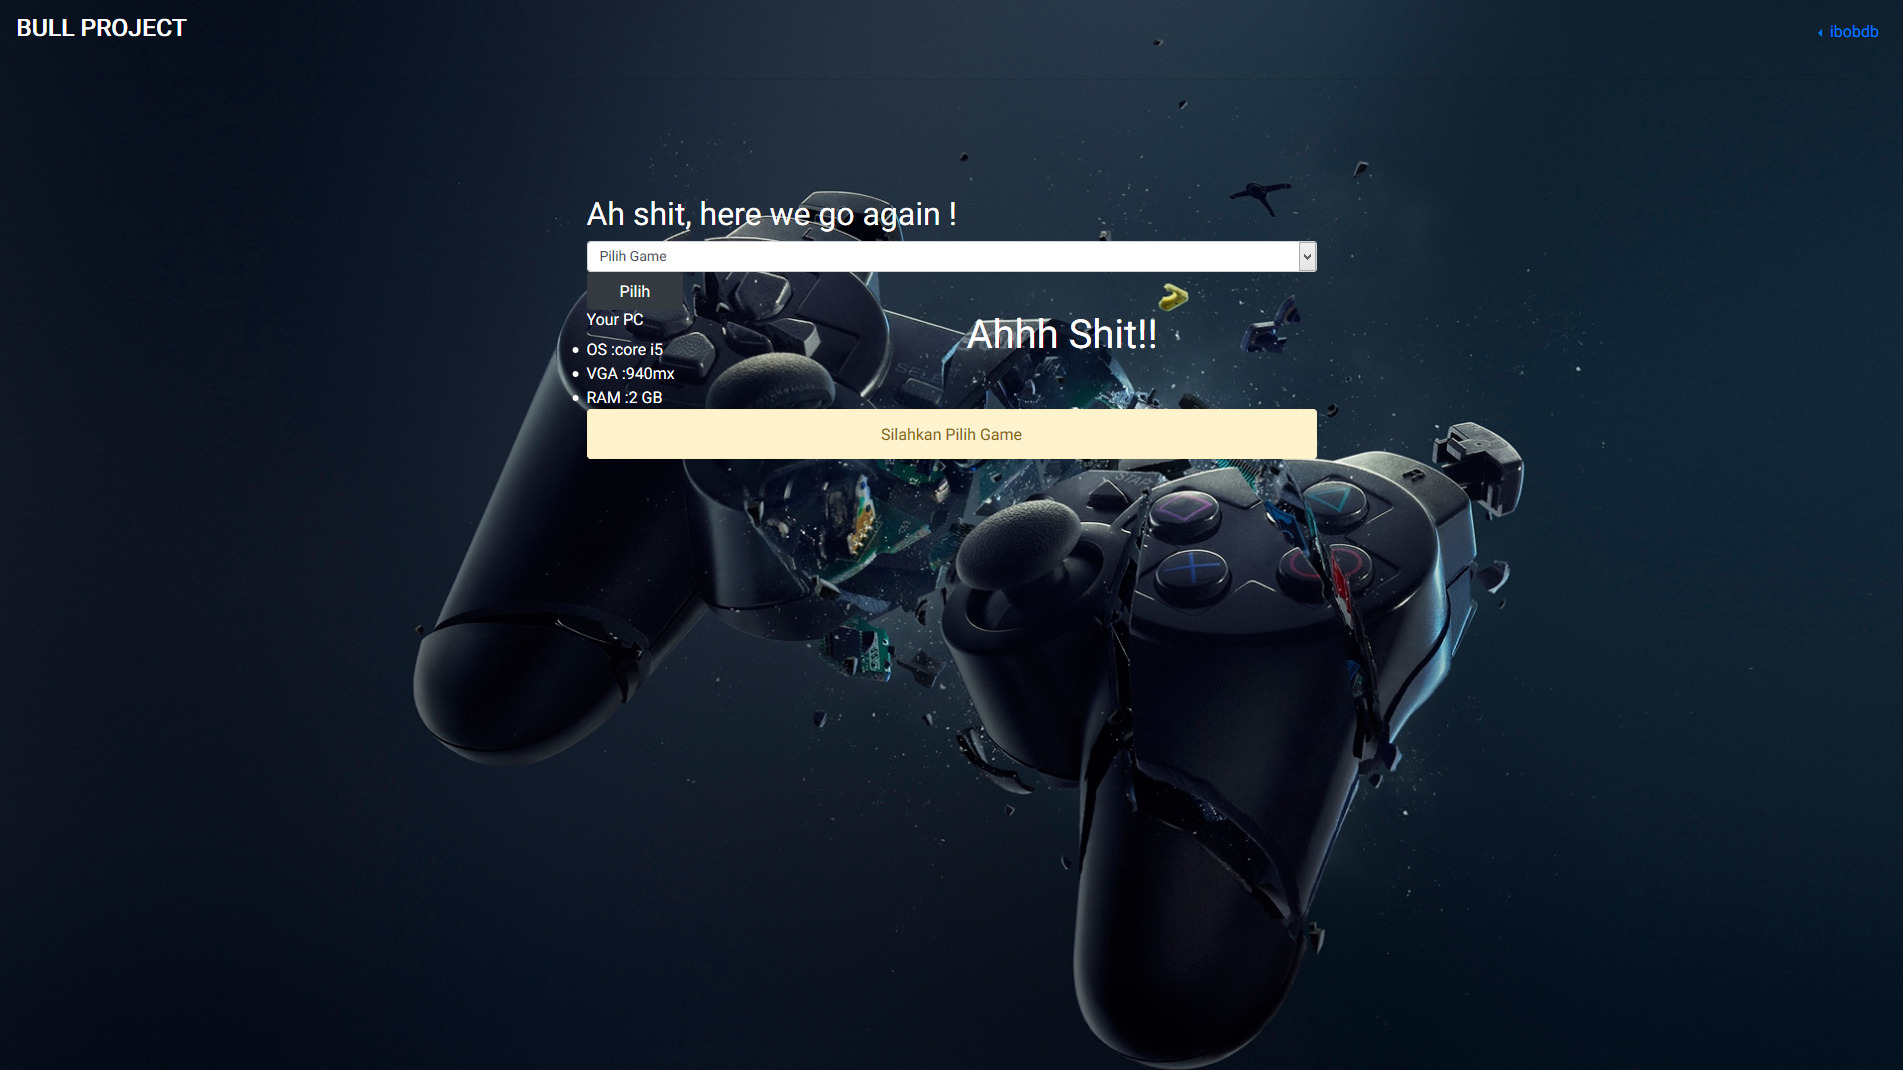 BULL PROJECT
ibobdb
Ah shit, here we go again !
Pilih Game
Pilih
Your PC
Ahhh Shit!!
OS :core i5
VGA :940mx
RAM :2 GB
Silahkan Pilih Game
START